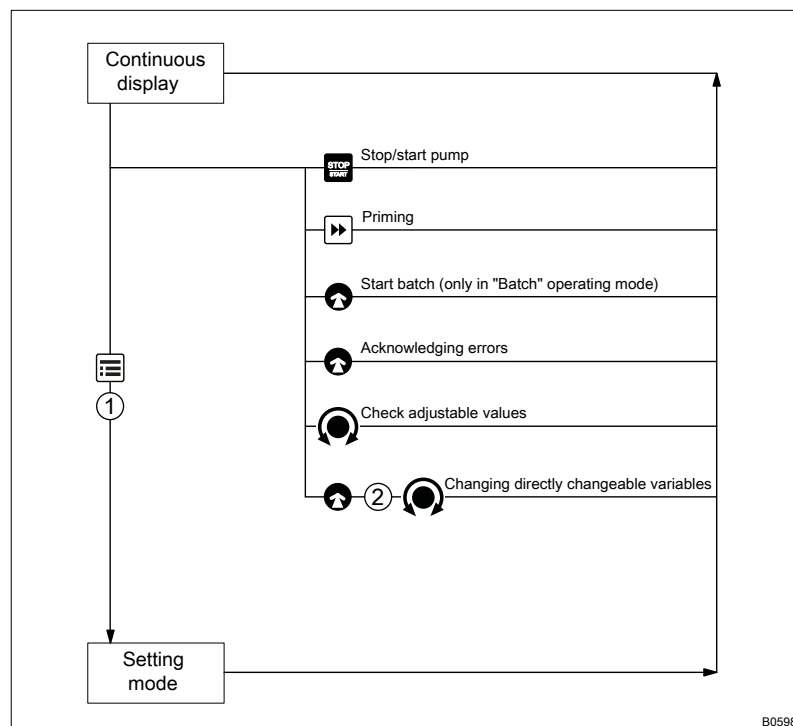 Continuous
display
STOP
START
Stop/start pump
Priming
Start batch (only in "Batch" operating mode)
Acknowledging errors
1
Check adjustable values
2
Changing directly changeable variables
Setting
mode
B0598